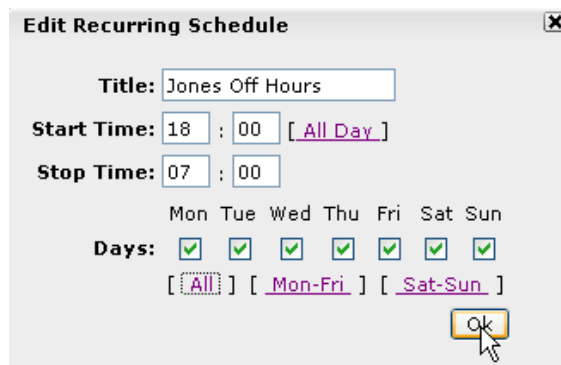 Edit Recurring Schedule
Title: Jones Off Hours
Start Time: 18 : 00 [ All Day ]
Stop Time: 07 : 00
Mon Tue Wed Thu Fri Sat Sun
Days:
[ All ] [ Mon-Fri ] [ Sat-Sun ]
Ok